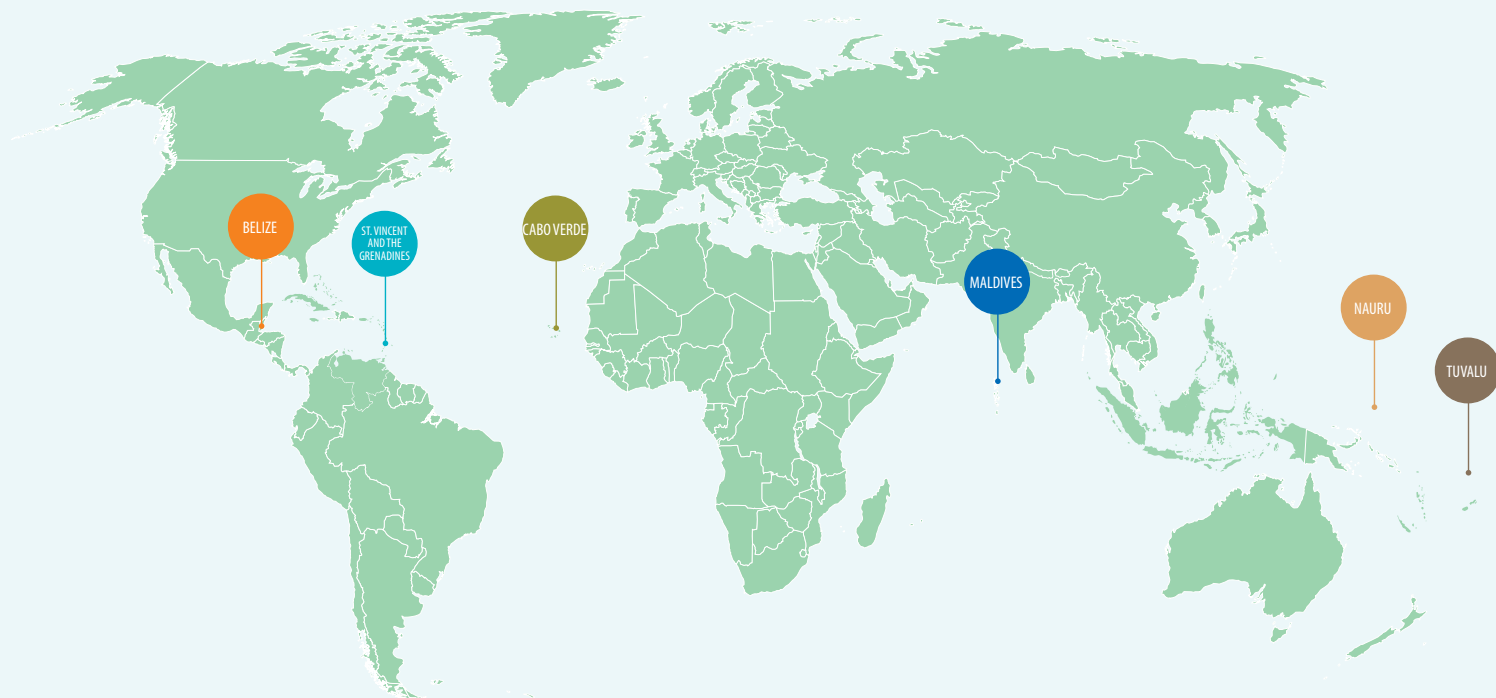 BELIZE
ST. VINCENT
AND THE
GRENADINES
CABO VERDE
MALDIVES
NAURU
TUVALU